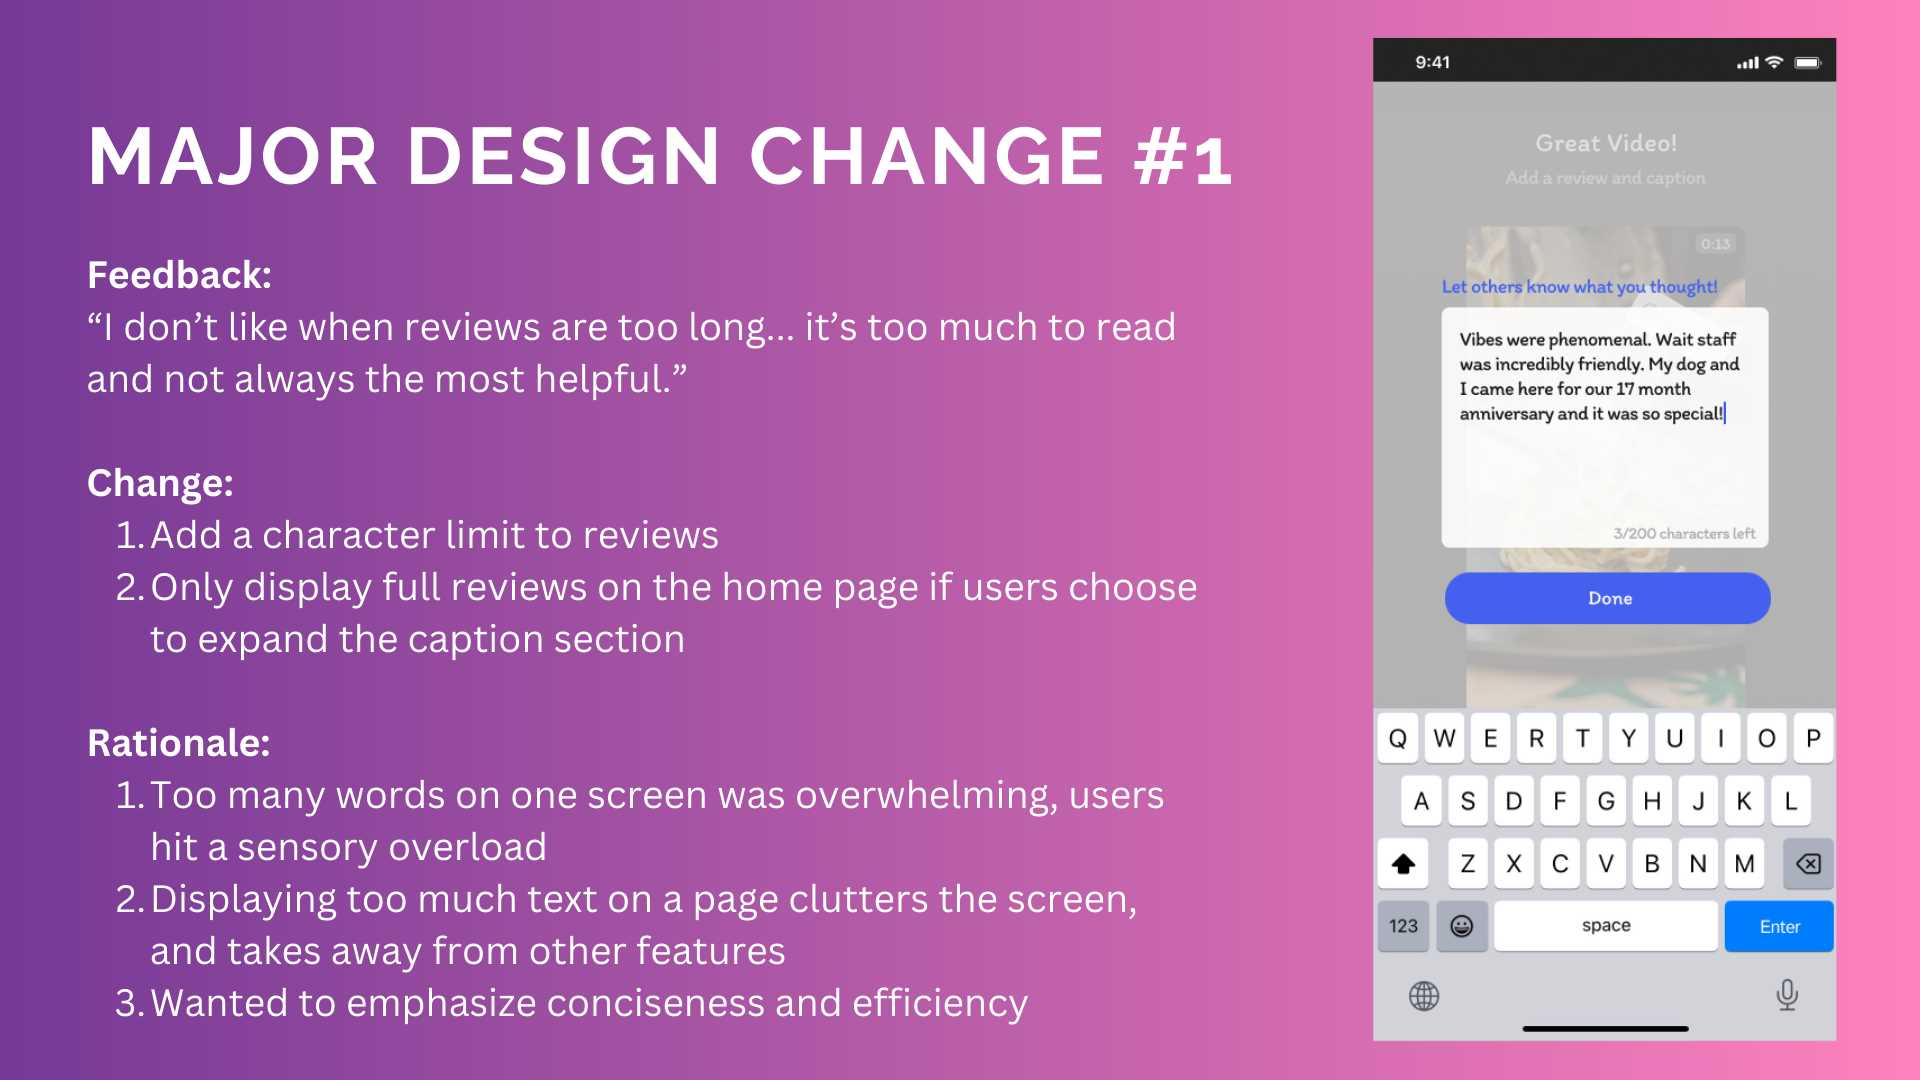 MAJOR DESIGN CHANGE #1
Feedback:
“I don’t like when reviews are too long... it’s too much to read
and not always the most helpful.”
Change:
1. Add a character limit to reviews
2. Only display full reviews on the home page if users choose
to expand the caption section
Rationale:
1. Too many words on one screen was overwhelming, users
hit a sensory overload
2. Displaying too much text on a page clutters the screen,
and takes away from other features
3. Wanted to emphasize conciseness and efficiency
9:41
Great Video!
Add a review and caption
0:13
Let others know what you thought!
Vibes were phenomenal. Wait staff
was incredibly friendly. My dog and
I came here for our 17 month
anniversary and it was so special!
3/200 characters left
Done
Q W E R T Y U I O P
A S D F G H J K L
Z X C V B N M
123 space Enter